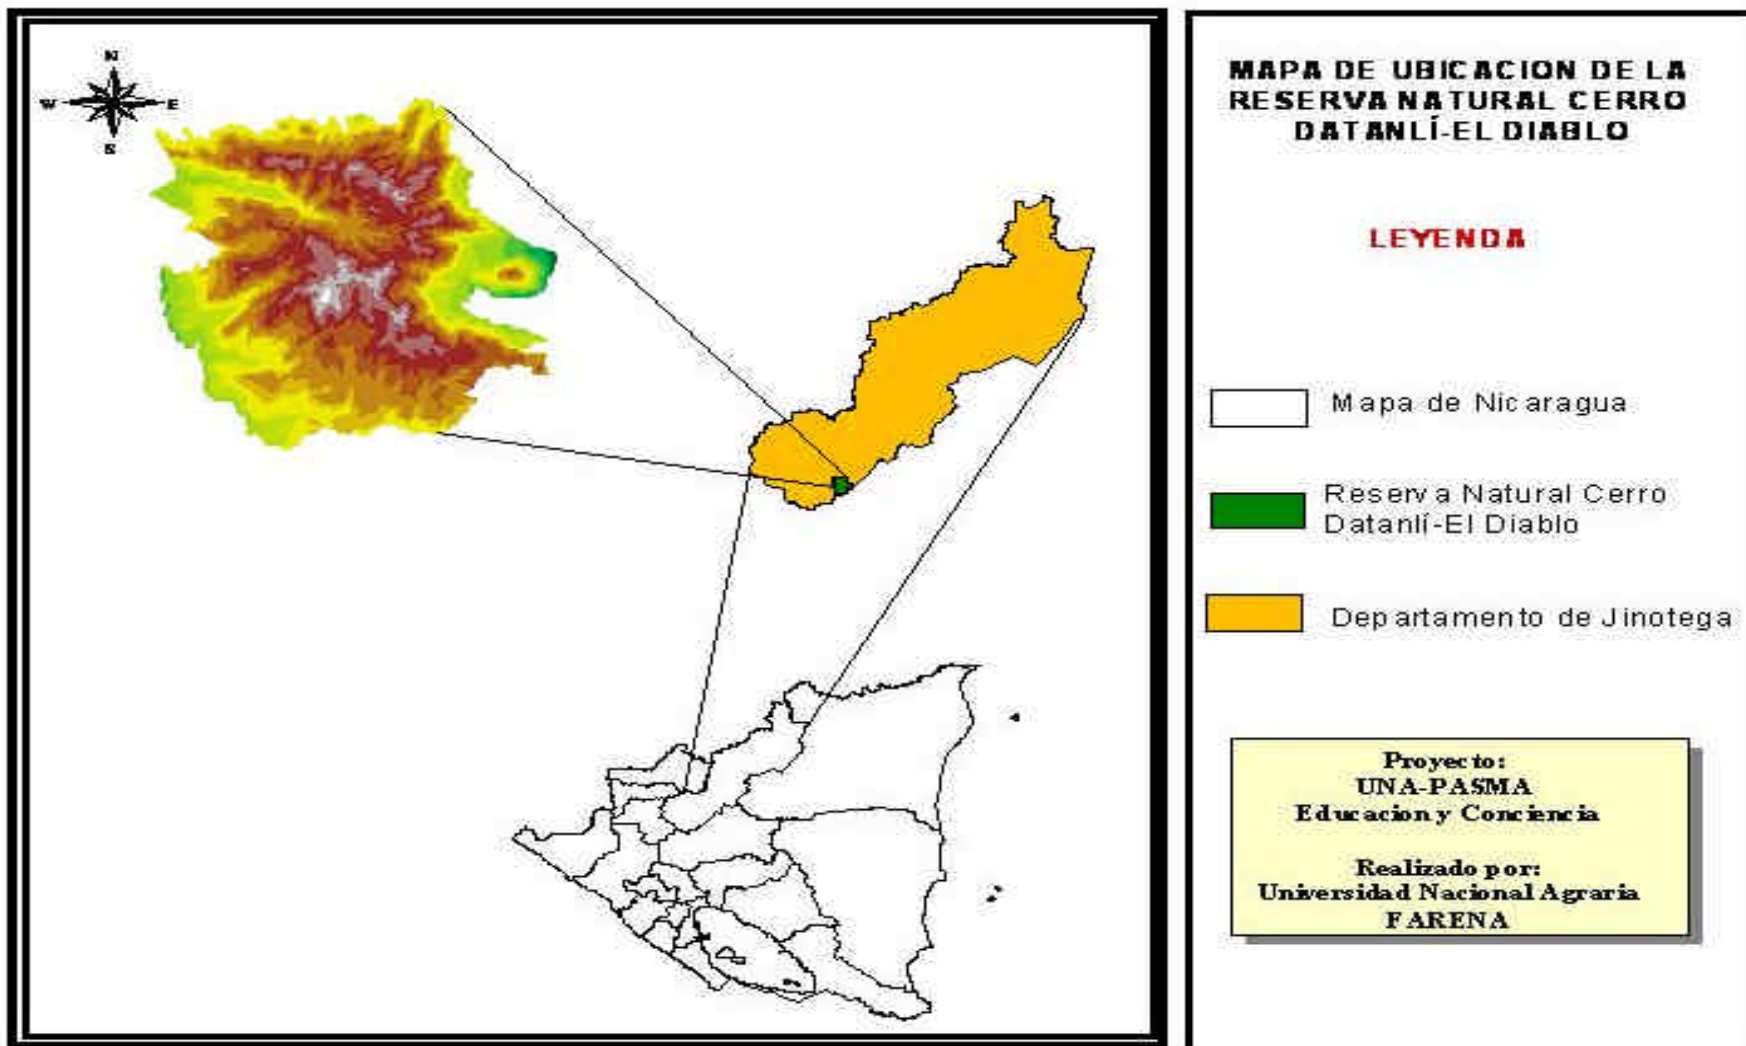 N
W E
S
MAPA DE UBICACION DE LA
RESERVA NATURAL CERRO
DATANLÍ-EL DIABLO
LEYENDA
Mapa de Nicaragua
Reserva Natural Cerro
Datanlí-El Diablo
Departamento de Jinotega
Proyecto:
UNA-PASMA
Educacion y Conciencia
Realizado por:
Universidad Nacional Agraria
FARENA